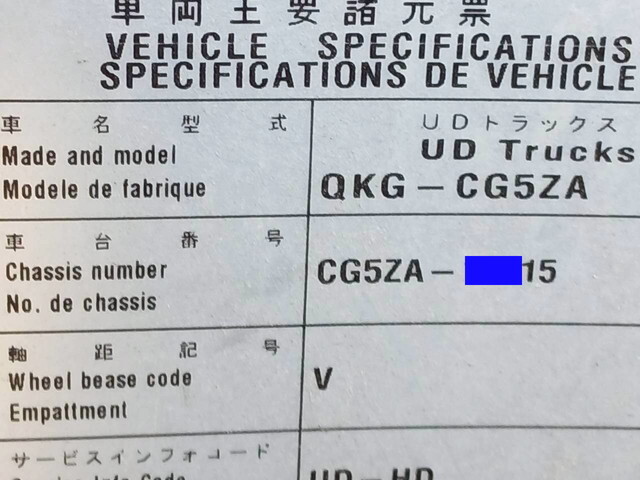 車両主要諸元票
VEHICLE SPECIFICATIONS
SPECIFICATIONS DE VEHICLE
車名型式
UDトラックス
Made and model
UD Trucks
Modele de fabrique
QKG-CG5ZA
車台番号
Chassis number
CG5ZA- 15
No. de chassis
軸距記号
Wheel bease code
V
Empattment
サービスインフォコード
UD-HD